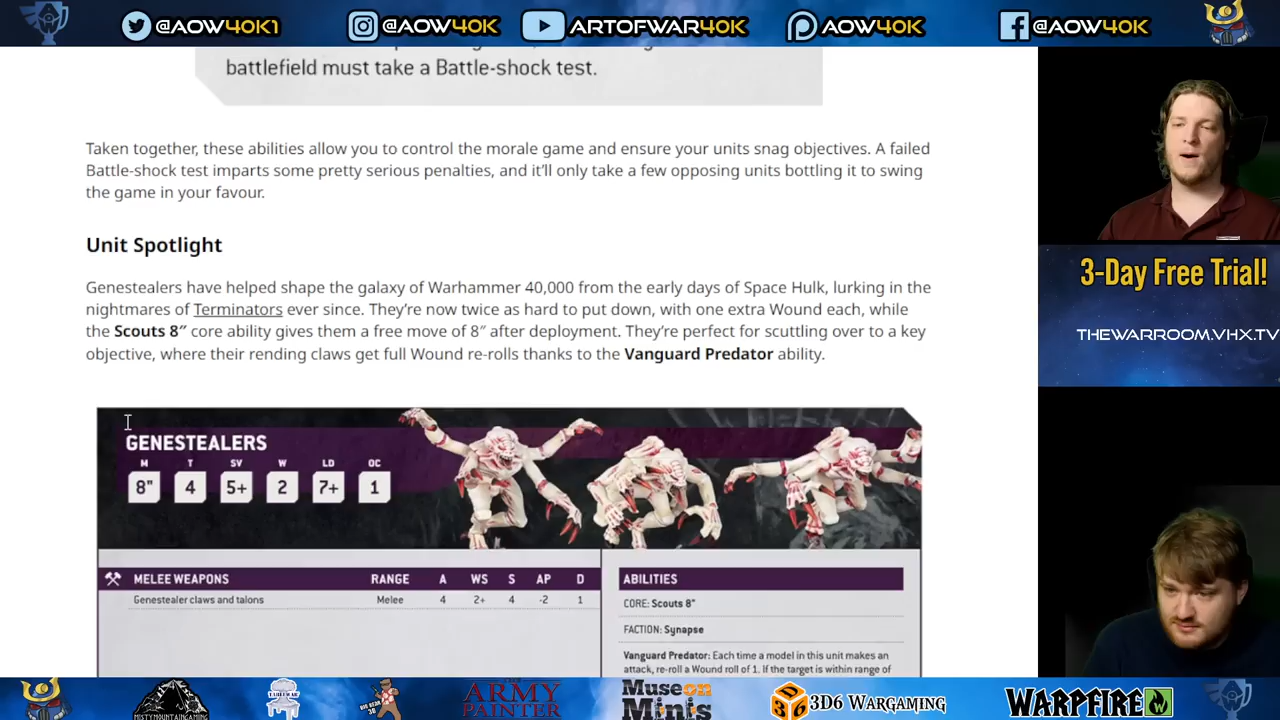 @AOW40K1 @AOW40K ARTOFWAR40K AOW40K @AOW40K
battlefield must take a Battle-shock test.
Taken together, these abilities allow you to control the morale game and ensure your units snag objectives. A failed
Battle-shock test imparts some pretty serious penalties, and it'll only take a few opposing units bottling it to swing
the game in your favour.
Unit Spotlight
Genestealers have helped shape the galaxy of Warhammer 40,000 from the early days of Space Hulk, lurking in the
nightmares of Terminators ever since. They're now twice as hard to put down, with one extra Wound each, while
the Scouts 8" core ability gives them a free move of 8" after deployment. They're perfect for scuttling over to a key
objective, where their rending claws get full Wound re-rolls thanks to the Vanguard Predator ability.
GENESTEALERS
M T SV W LD OC
8" 4 5+ 2 7+ 1
MELEE WEAPONS RANGE A WS S AP D
Genestealer claws and talons Melee 4 2+ 4 -2 1
ABILITIES
CORE: Scouts 8"
FACTION: Synapse
Vanguard Predator: Each time a model in this unit makes an
attack, re-roll a Wound roll of 1. If the target is within range of
3-Day Free Trial!
THEWARROOM.VHX.TV
MISTYMOUNTAINGAMING
ARMY
PAINTER
MUSE ON
MINIS
3D6 WARGAMING
WARPFIRE